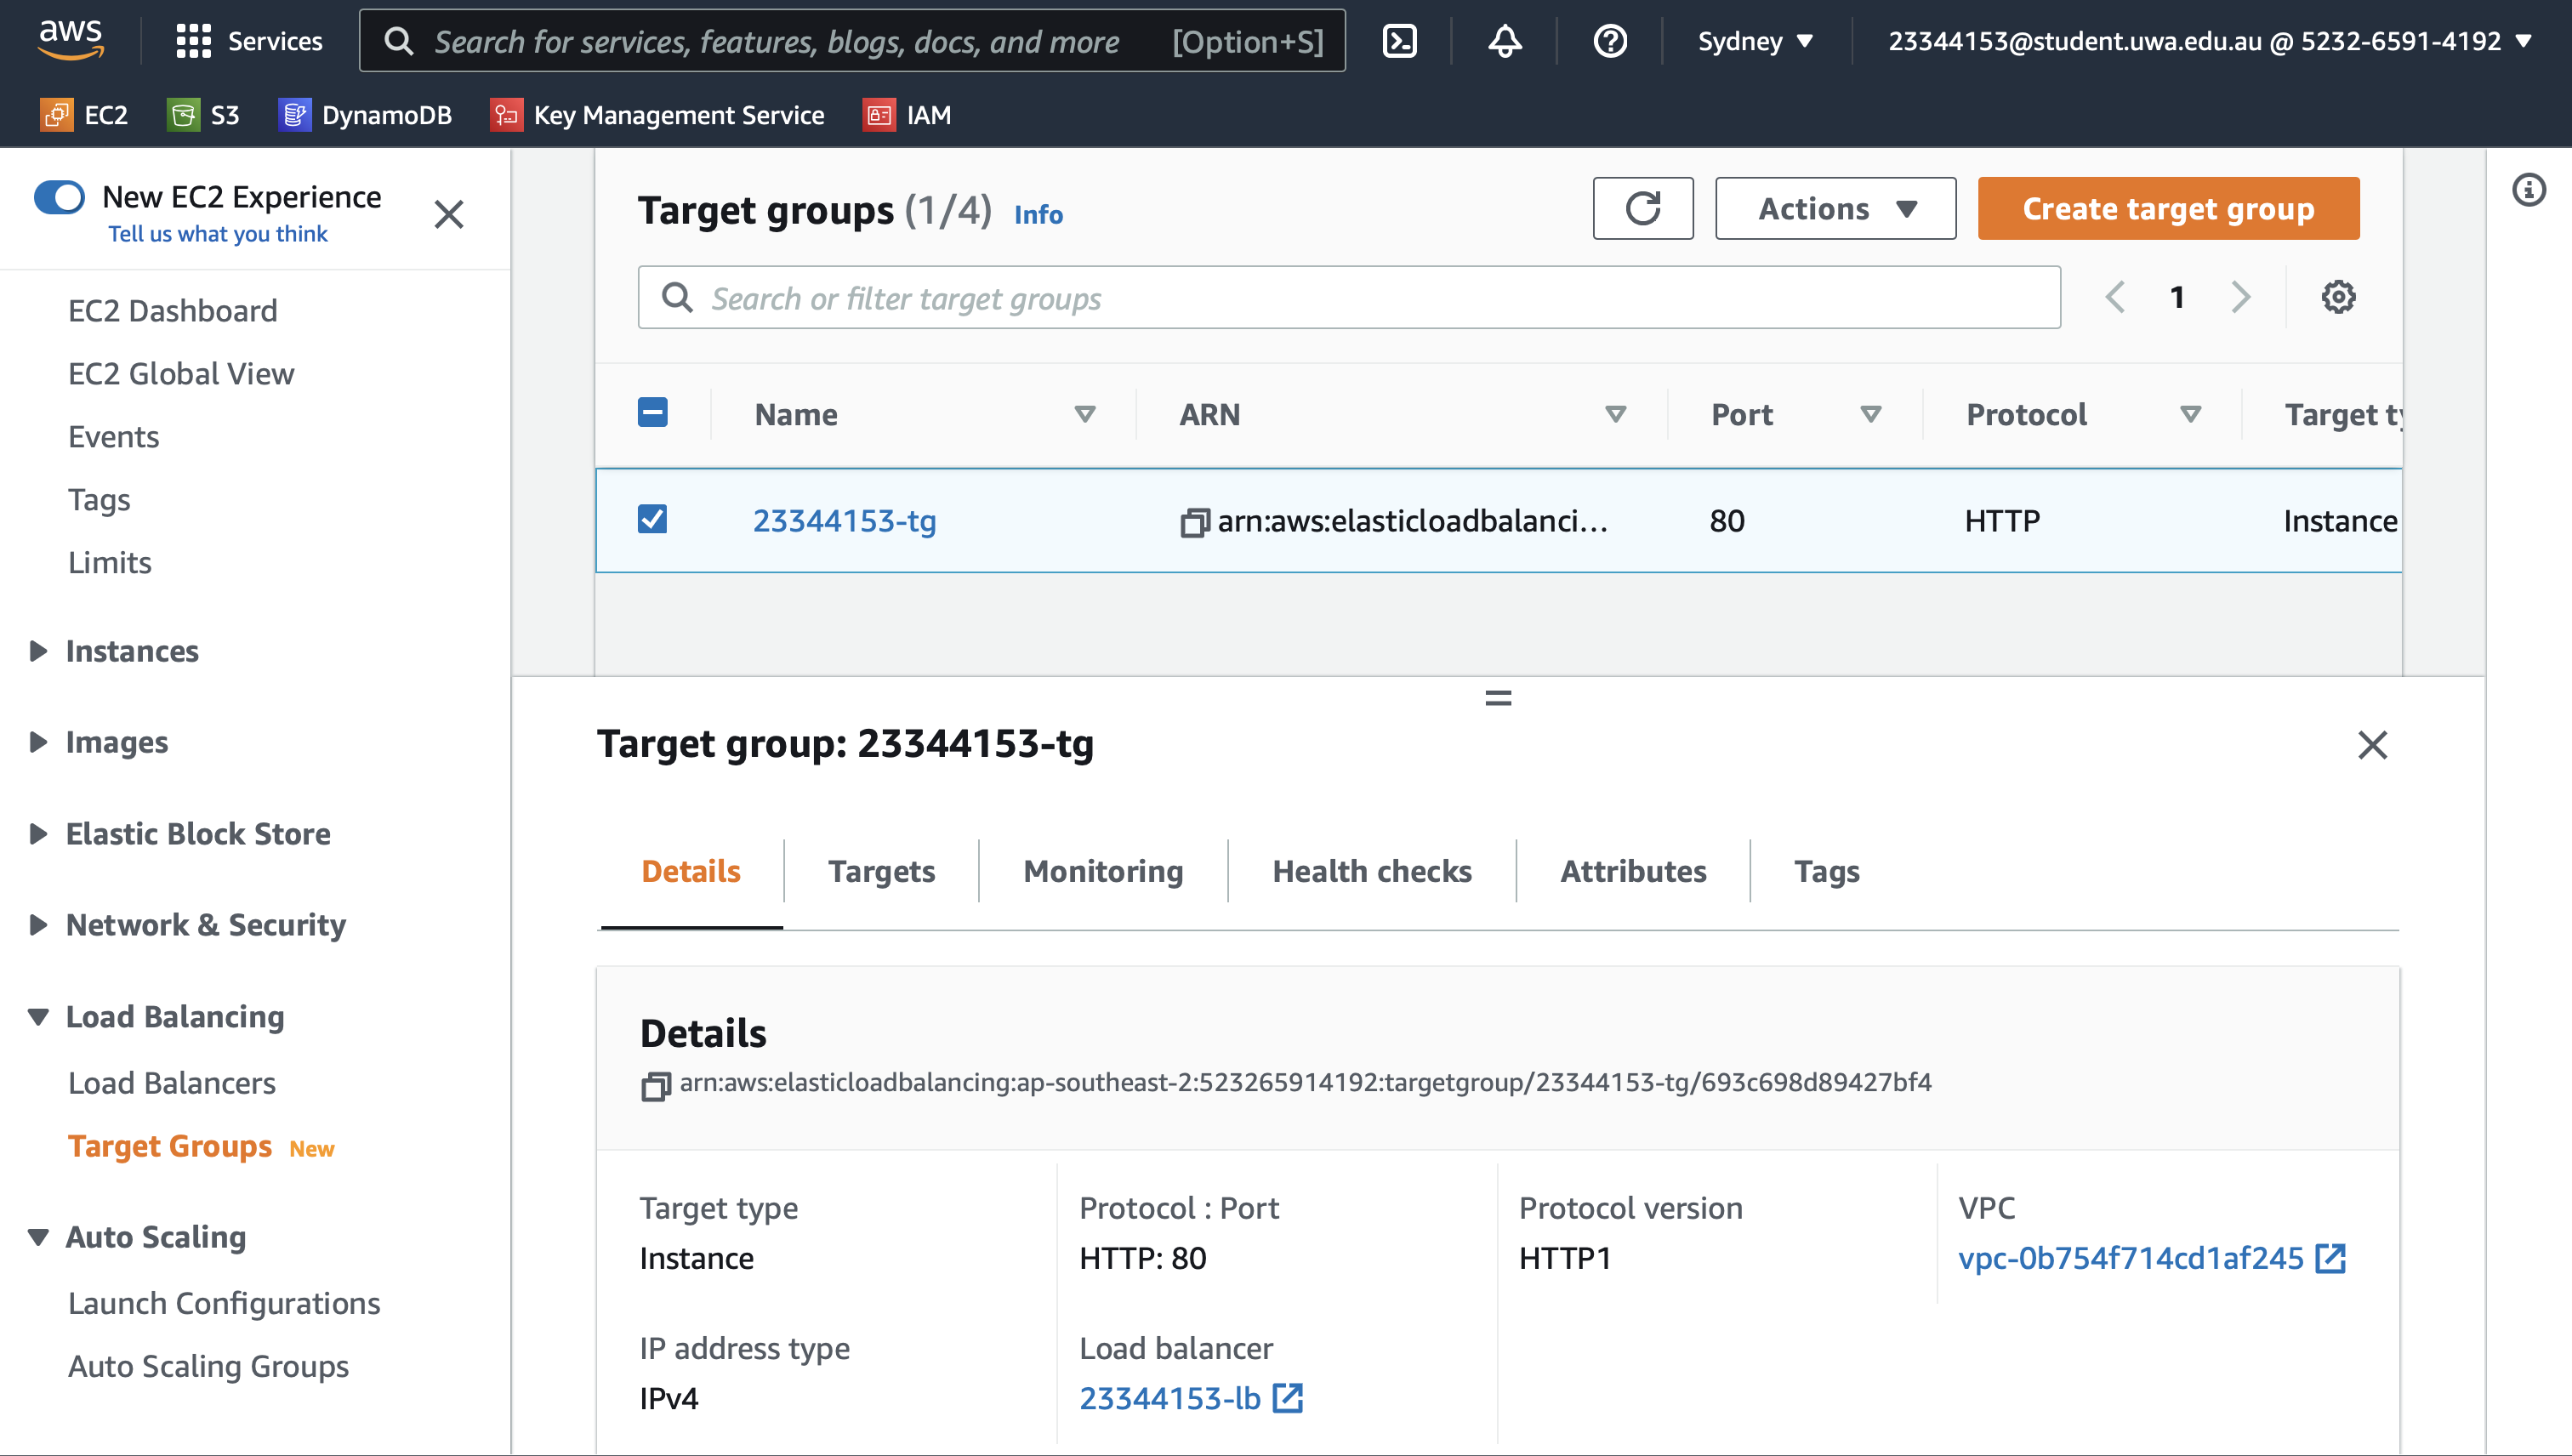 aws
Services
Search for services, features, blogs, docs, and more [Option+S]
Sydney
23344153@student.uwa.edu.au @ 5232-6591-4192
EC2
S3
DynamoDB
Key Management Service
IAM
New EC2 Experience
Tell us what you think
EC2 Dashboard
EC2 Global View
Events
Tags
Limits
Instances
Images
Elastic Block Store
Network & Security
Load Balancing
Load Balancers
Target Groups New
Auto Scaling
Launch Configurations
Auto Scaling Groups
Target groups (1/4) Info
Actions
Create target group
Search or filter target groups
1
Name ARN Port Protocol Target ty
23344153-tg arn:aws:elasticloadbalanci... 80 HTTP Instance
Target group: 23344153-tg
Details Targets Monitoring Health checks Attributes Tags
Details
arn:aws:elasticloadbalancing:ap-southeast-2:523265914192:targetgroup/23344153-tg/693c698d89427bf4
Target type
Instance
Protocol : Port
HTTP: 80
Protocol version
HTTP1
VPC
vpc-0b754f714cd1af245
IP address type
IPv4
Load balancer
23344153-lb